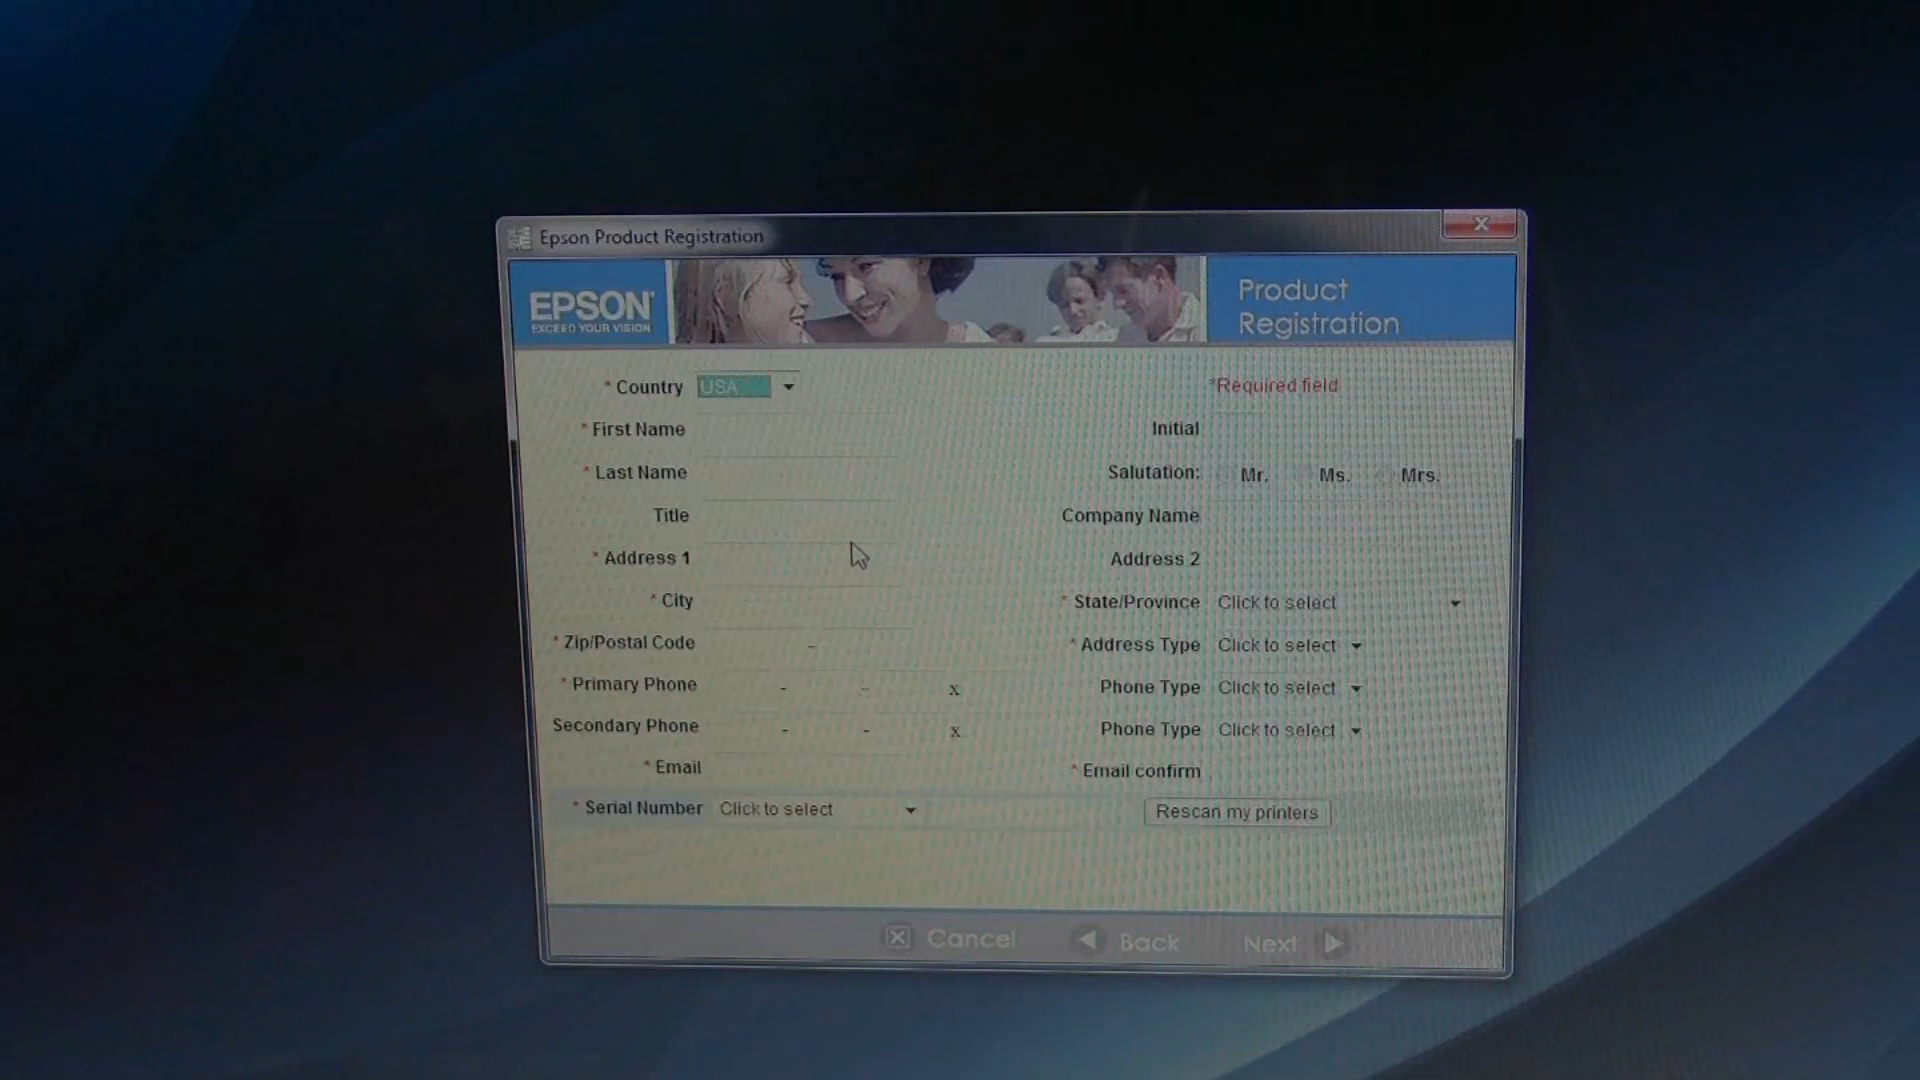 Epson Product Registration
EPSON
EXCEED YOUR VISION
Product
Registration
* Country USA
*Required field
* First Name
Initial
* Last Name
Salutation: Mr. Ms. Mrs.
Title
Company Name
* Address 1
Address 2
* City
* State/Province Click to select
* Zip/Postal Code -
* Address Type Click to select
* Primary Phone - - x
Phone Type Click to select
Secondary Phone - - x
Phone Type Click to select
* Email
* Email confirm
* Serial Number Click to select
Rescan my printers
Cancel Back Next